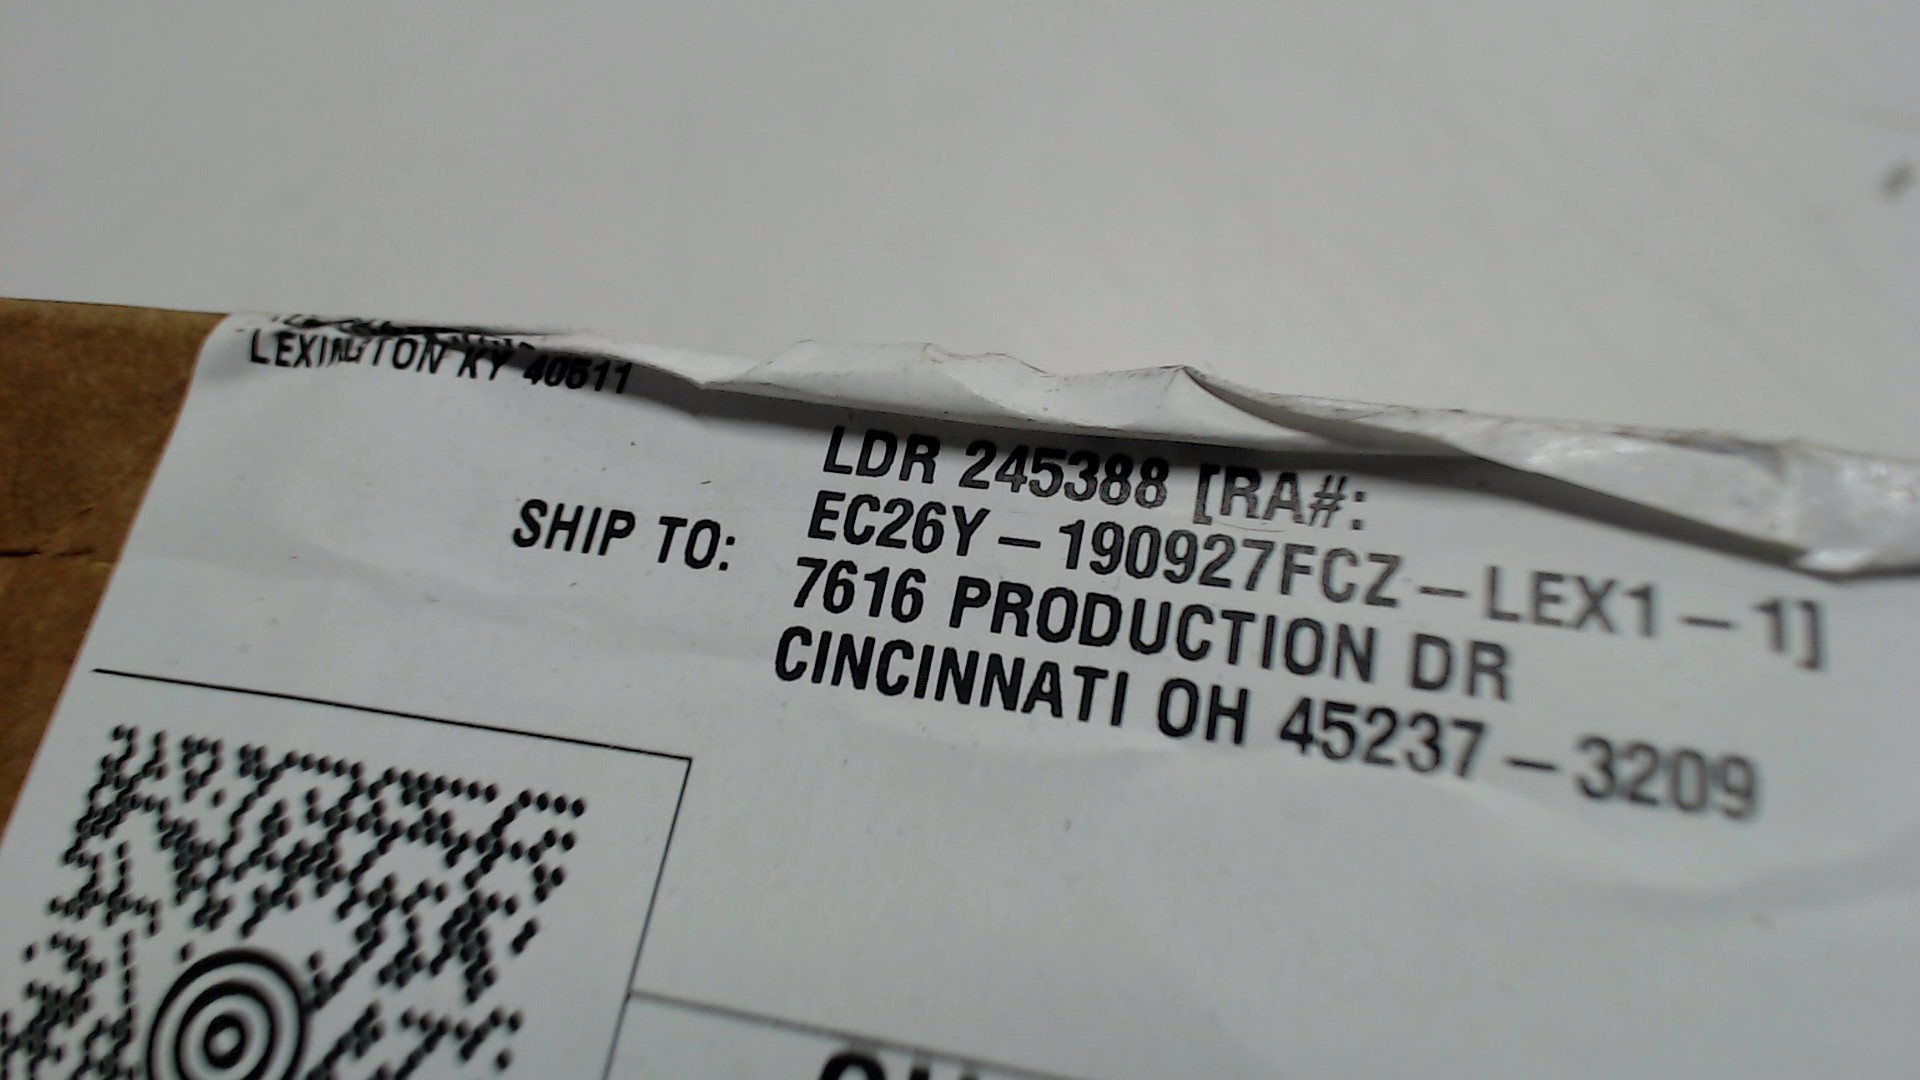 LEXINGTON KY 40511
LDR 245388 [RA#:
SHIP TO: EC26Y-190927FCZ-LEX1-1]
7616 PRODUCTION DR
CINCINNATI OH 45237-3209